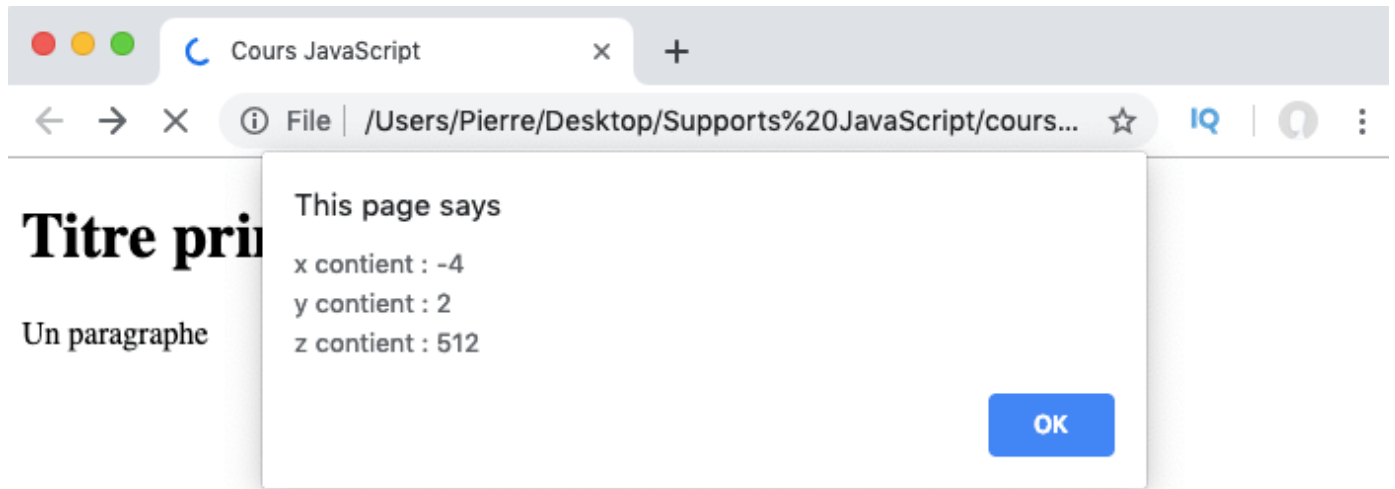 Cours JavaScript
File /Users/Pierre/Desktop/Supports%20JavaScript/cours...
IQ
This page says
Titre prin
x contient : -4
y contient : 2
Un paragraphe
z contient : 512
OK